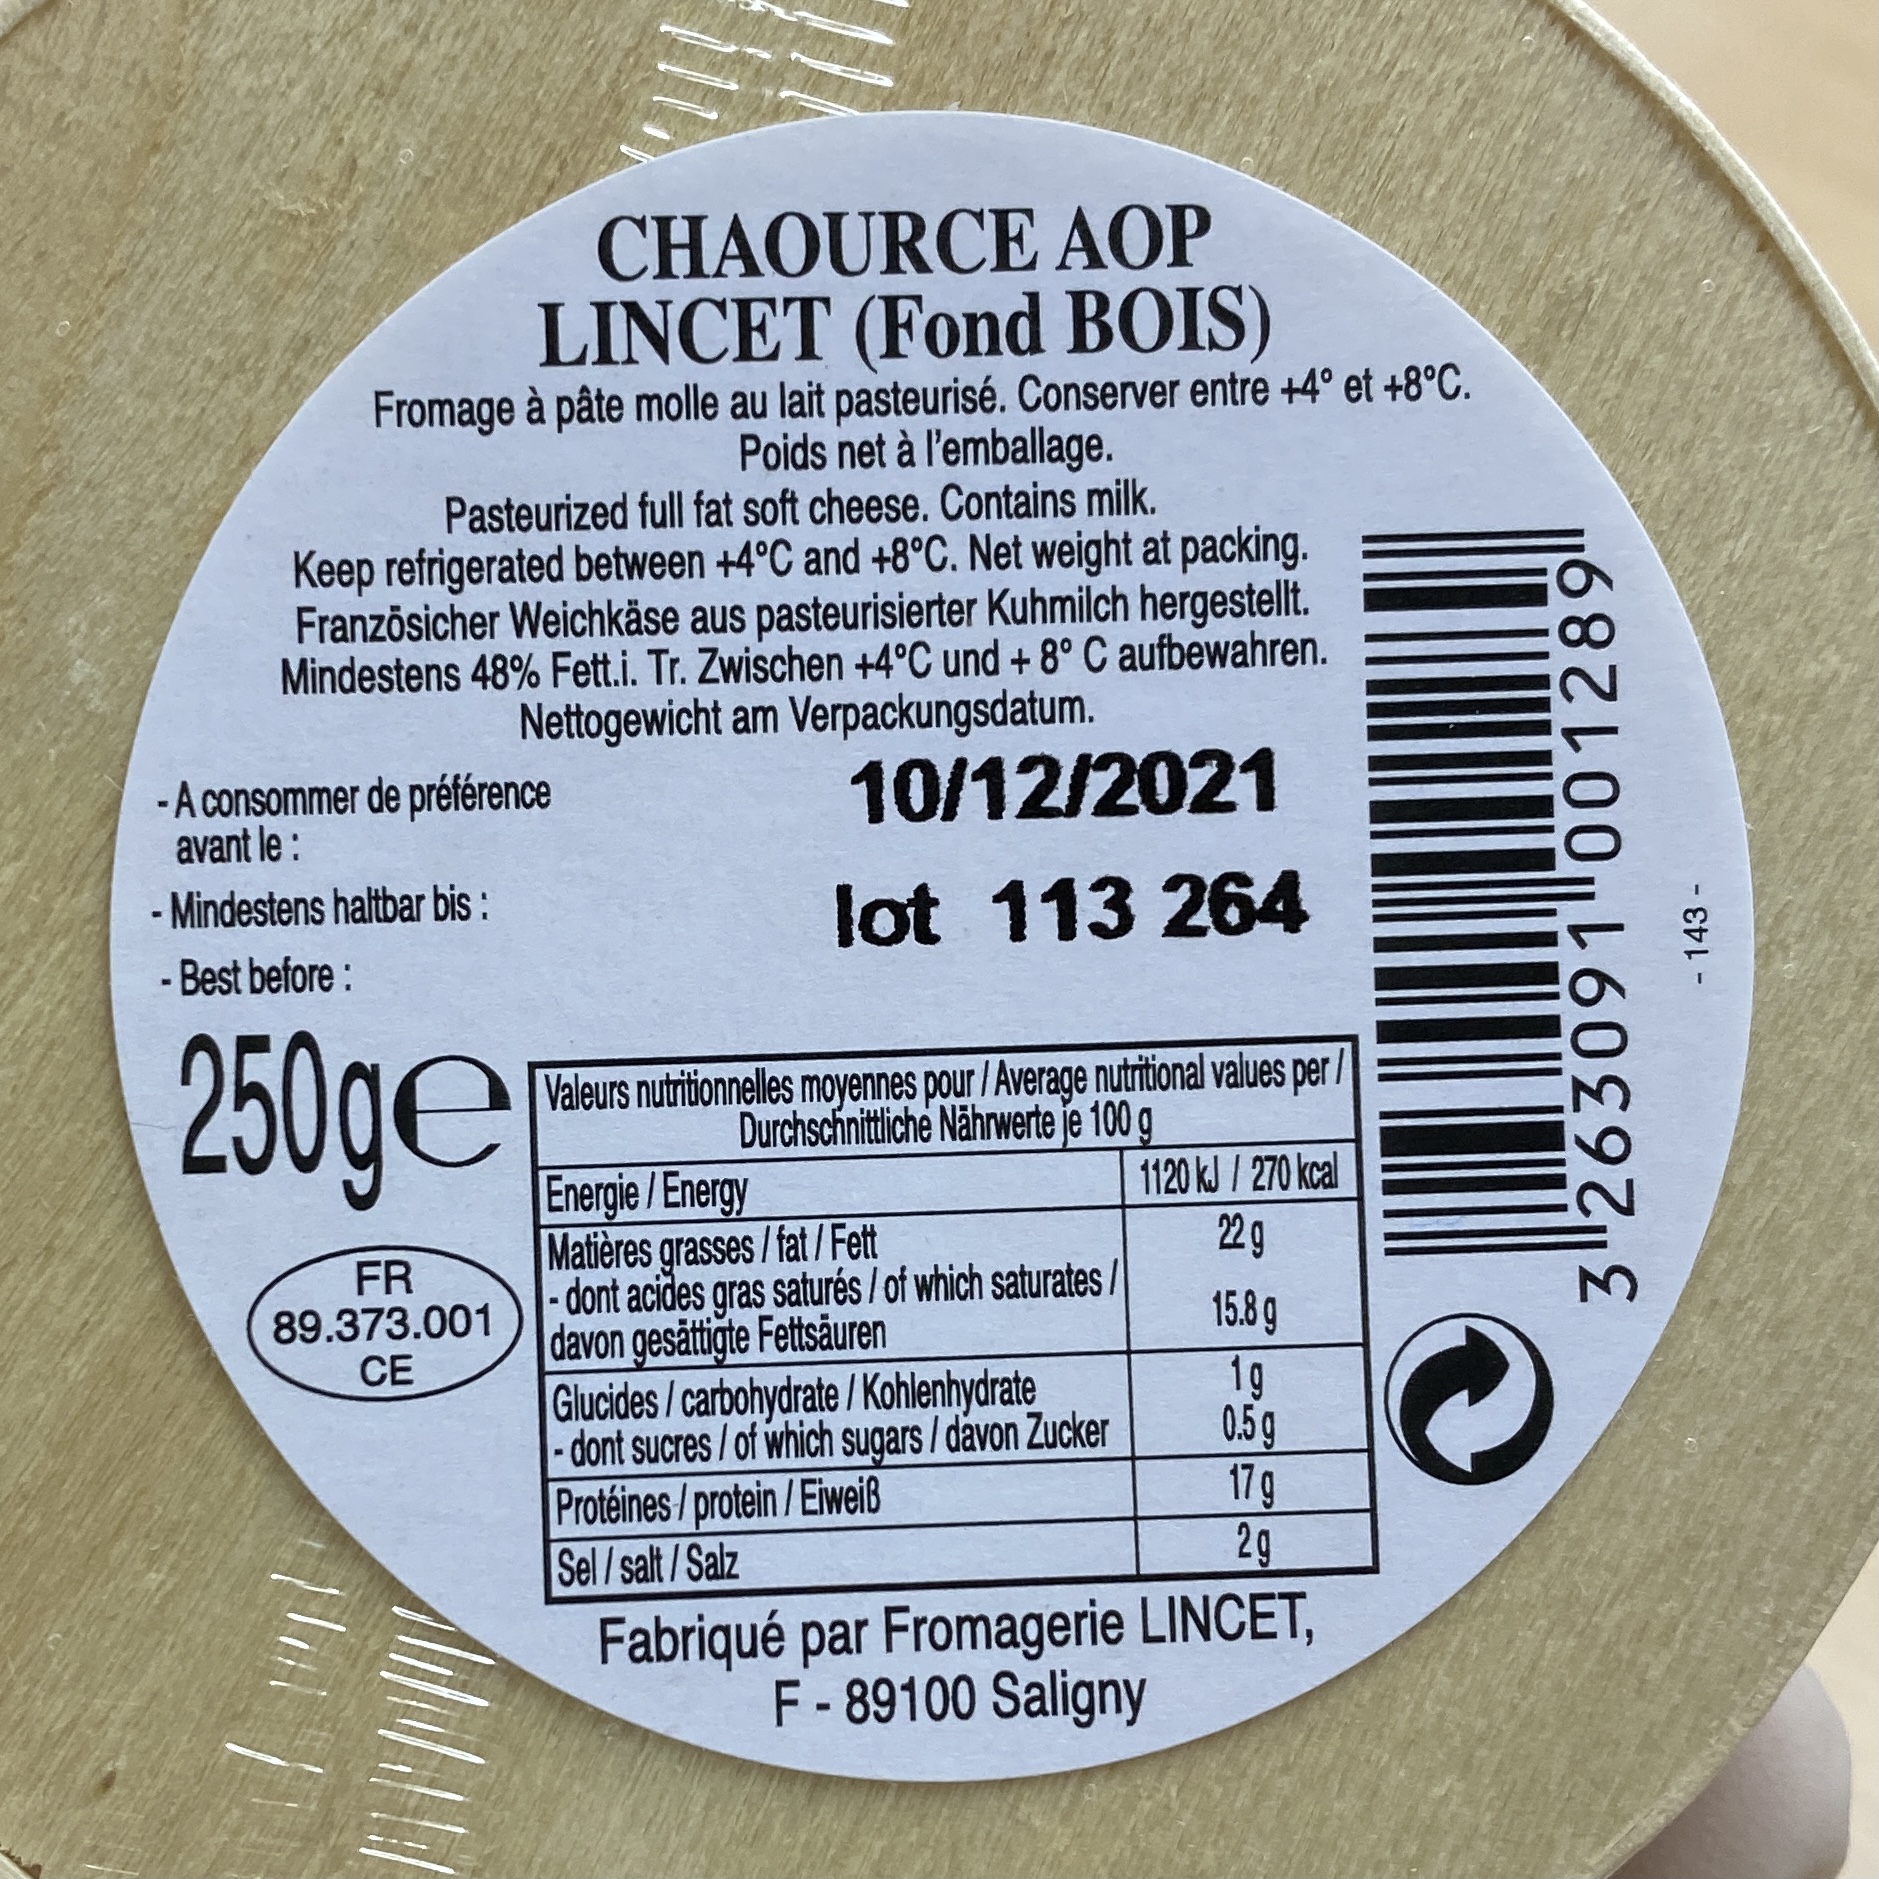 CHAOURCE AOP
LINCET (Fond BOIS)
Fromage à pâte molle au lait pasteurisé. Conserver entre +4° et +8°C.
Poids net à l'emballage.
Pasteurized full fat soft cheese. Contains milk.
Keep refrigerated between +4°C and +8°C. Net weight at packing.
Französicher Weichkäse aus pasteurisierter Kuhmilch hergestellt.
Mindestens 48% Fett.i. Tr. Zwischen +4°C und + 8° C aufbewahren.
Nettogewicht am Verpackungsdatum.
- A consommer de préférence
avant le :
10/12/2021
- Mindestens haltbar bis :
lot 113 264
- Best before :
250g℮
Valeurs nutritionnelles moyennes pour / Average nutritional values per /
Durchschnittliche Nährwerte je 100 g
Energie / Energy 1120 kJ / 270 kcal
Matières grasses / fat / Fett 22 g
- dont acides gras saturés / of which saturates /
davon gesättigte Fettsäuren 15.8 g
Glucides / carbohydrate / Kohlenhydrate 1 g
- dont sucres / of which sugars / davon Zucker 0.5 g
Protéines / protein / Eiweiß 17 g
Sel / salt / Salz 2 g
FR
89.373.001
CE
Fabriqué par Fromagerie LINCET,
F - 89100 Saligny
3 263091 001289
- 143 -